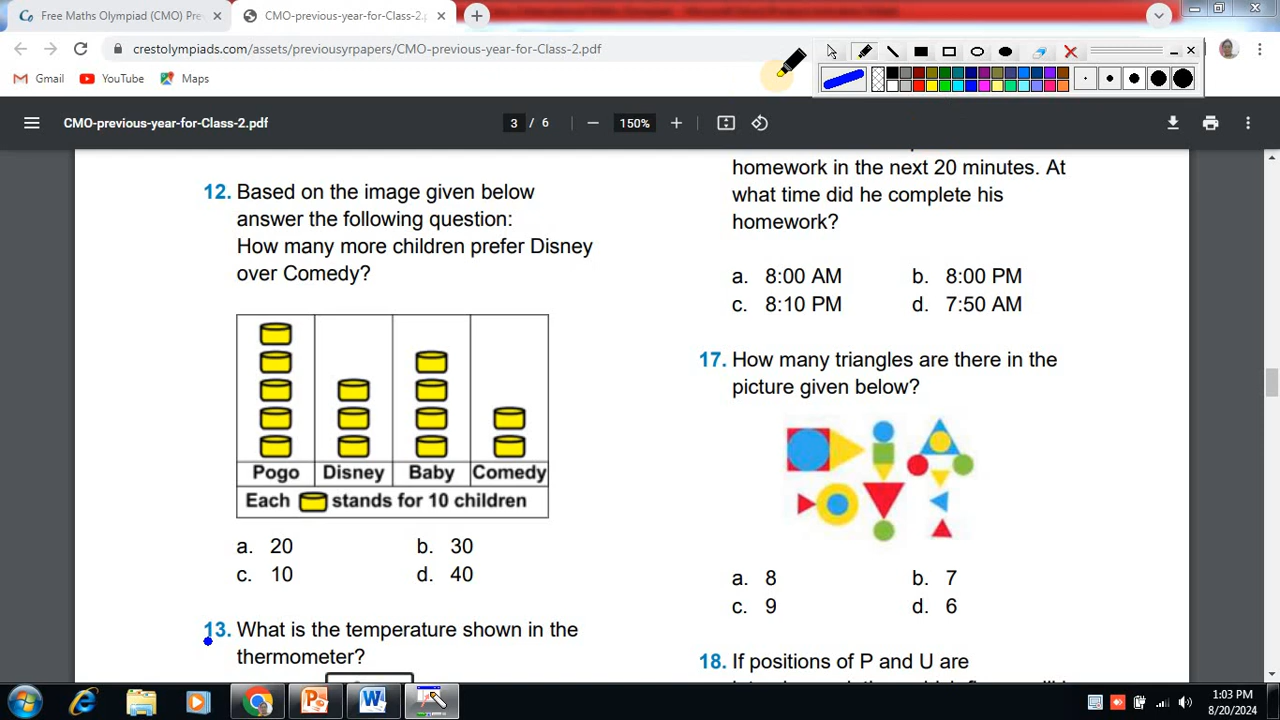 Free Maths Olympiad (CMO) Pre
CMO-previous-year-for-Class-2.p
crestolympiads.com/assets/previousyrpapers/CMO-previous-year-for-Class-2.pdf
Gmail YouTube Maps
CMO-previous-year-for-Class-2.pdf
3 / 6
150%
12. Based on the image given below
answer the following question:
How many more children prefer Disney
over Comedy?
Pogo Disney Baby Comedy
Each stands for 10 children
a. 20 b. 30
c. 10 d. 40
13. What is the temperature shown in the
thermometer?
homework in the next 20 minutes. At
what time did he complete his
homework?
a. 8:00 AM b. 8:00 PM
c. 8:10 PM d. 7:50 AM
17. How many triangles are there in the
picture given below?
a. 8 b. 7
c. 9 d. 6
18. If positions of P and U are
1:03 PM
8/20/2024